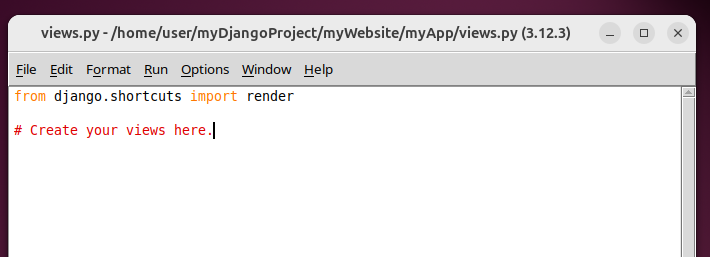 views.py - /home/user/myDjangoProject/myWebsite/myApp/views.py (3.12.3)
File Edit Format Run Options Window Help
from django.shortcuts import render
# Create your views here.